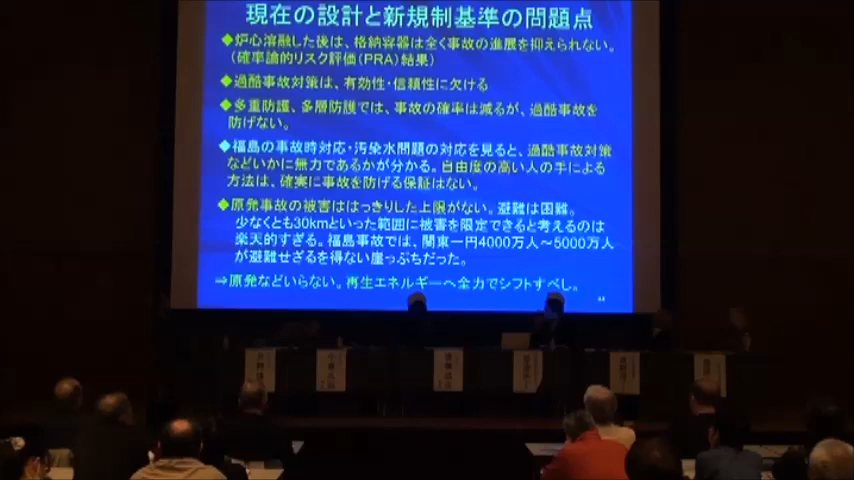 現在の設計と新規制基準の問題点
◆炉心溶融した後は、格納容器は全く事故の進展を抑えられない。
（確率論的リスク評価（PRA）結果）
◆過酷事故対策は、有効性・信頼性に欠ける
◆多重防護、多層防護では、事故の確率は減るが、過酷事故を
防げない。
◆福島の事故時対応・汚染水問題の対応を見ると、過酷事故対策
などいかに無力であるかが分かる。自由度の高い人の手による
方法は、確実に事故を防げる保証はない。
◆原発事故の被害ははっきりした上限がない。避難は困難。
少なくとも30kmといった範囲に被害を限定できると考えるのは
楽天的すぎる。福島事故では、関東一円4000万人～5000万人
が避難せざるを得ない崖っぷちだった。
⇒原発などいらない。再生エネルギーへ全力でシフトすべし。
44